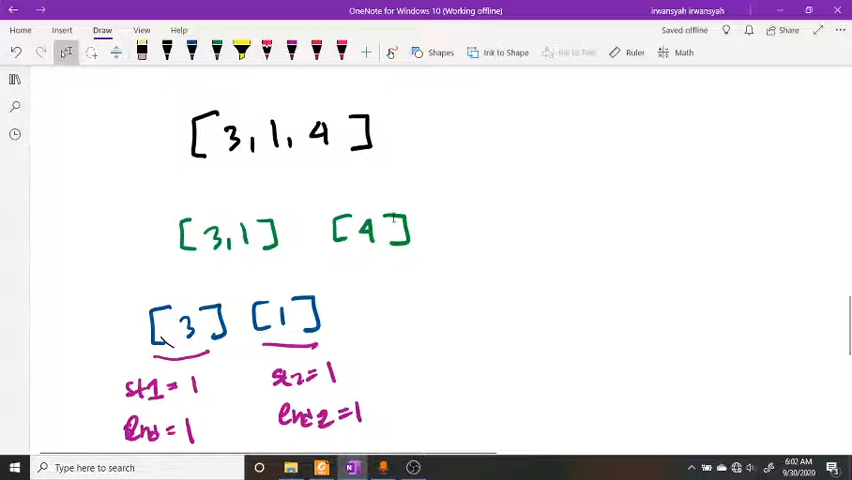 OneNote for Windows 10 (Working offline)
irwansyah irwansyah
Home Insert Draw View Help
Saved offline Share
Shapes Ink to Shape Ink to Text Ruler Math
[3, 1, 4]
[3, 1] [4]
[3] [1]
st1 = 1 st2 = 1
End = 1 End2 = 1
Type here to search
6:02 AM
9/30/2020
3